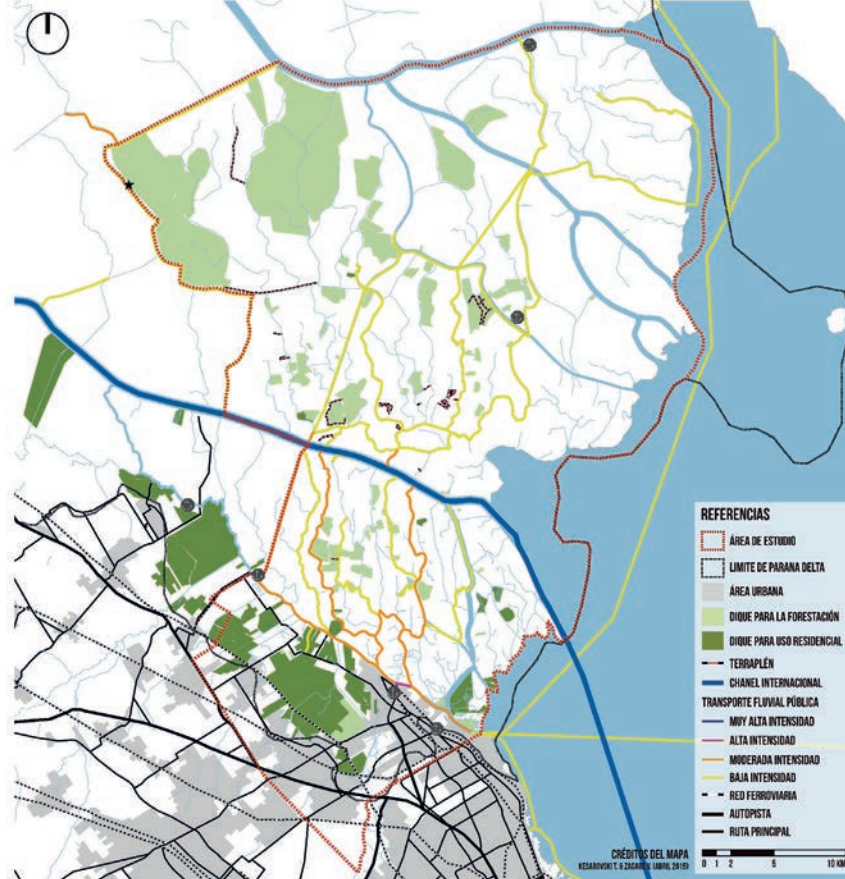 REFERENCIAS
ÁREA DE ESTUDIO
LIMITE DE PARANA DELTA
ÁREA URBANA
DIQUE PARA LA FORESTACIÓN
DIQUE PARA USO RESIDENCIAL
TERRAPLÉN
CHANEL INTERNACIONAL
TRANSPORTE FLUVIAL PÚBLICA
MUY ALTA INTENSIDAD
ALTA INTENSIDAD
MODERADA INTENSIDAD
BAJA INTENSIDAD
RED FERROVIARIA
AUTOPISTA
RUTA PRINCIPAL
0 1 2 5 10 KM
CRÉDITOS DEL MAPA